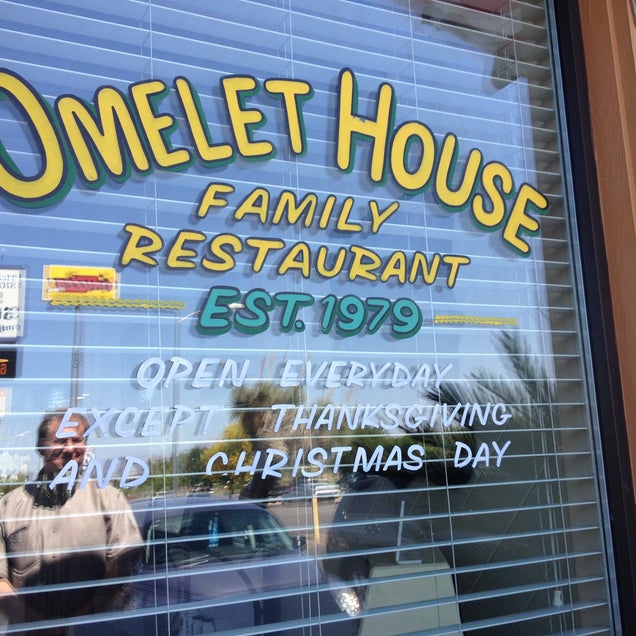 OMELET HOUSE
FAMILY
RESTAURANT
EST. 1979
OPEN EVERYDAY
EXCEPT THANKSGIVING
AND CHRISTMAS DAY